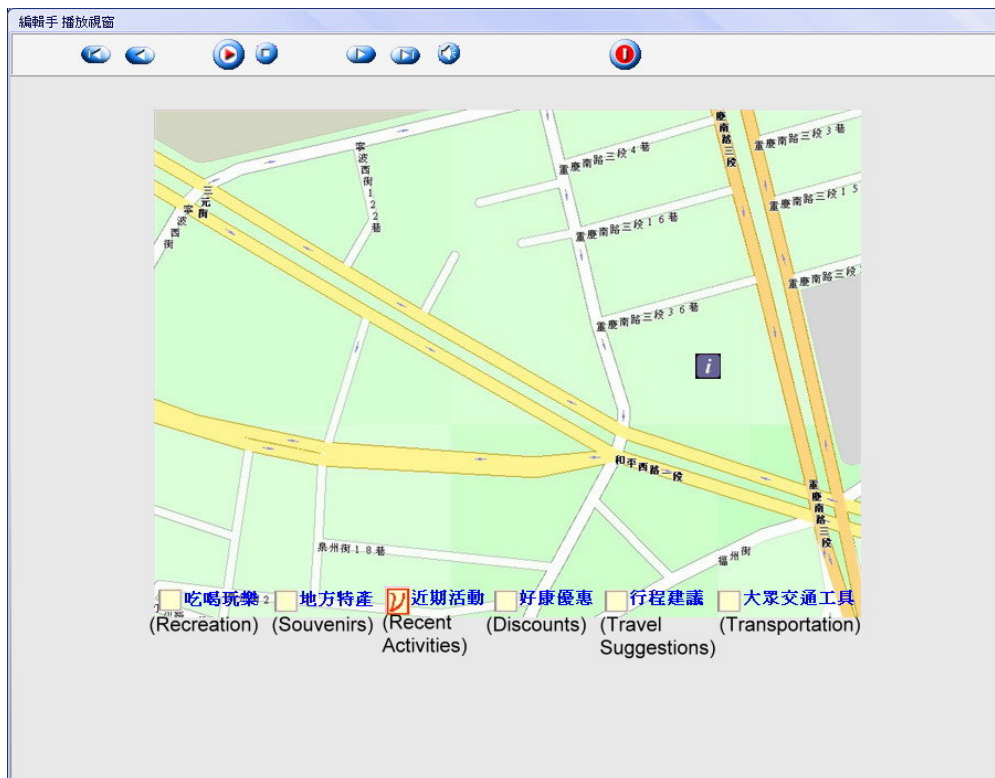 編輯手 播放視窗
重慶南路三段
重慶南路三段3巷
重慶南路三段4巷
寧波西街122巷
三元街
寧波西街
重慶南路三段15
重慶南路三段16巷
重慶南路三段
重慶南路三段36巷
i
和平西路一段
重慶南路三段
泉州街18巷
福州街
吃喝玩樂
地方特產
近期活動
好康優惠
行程建議
大眾交通工具
(Recreation)
(Souvenirs)
(Recent
Activities)
(Discounts)
(Travel
Suggestions)
(Transportation)